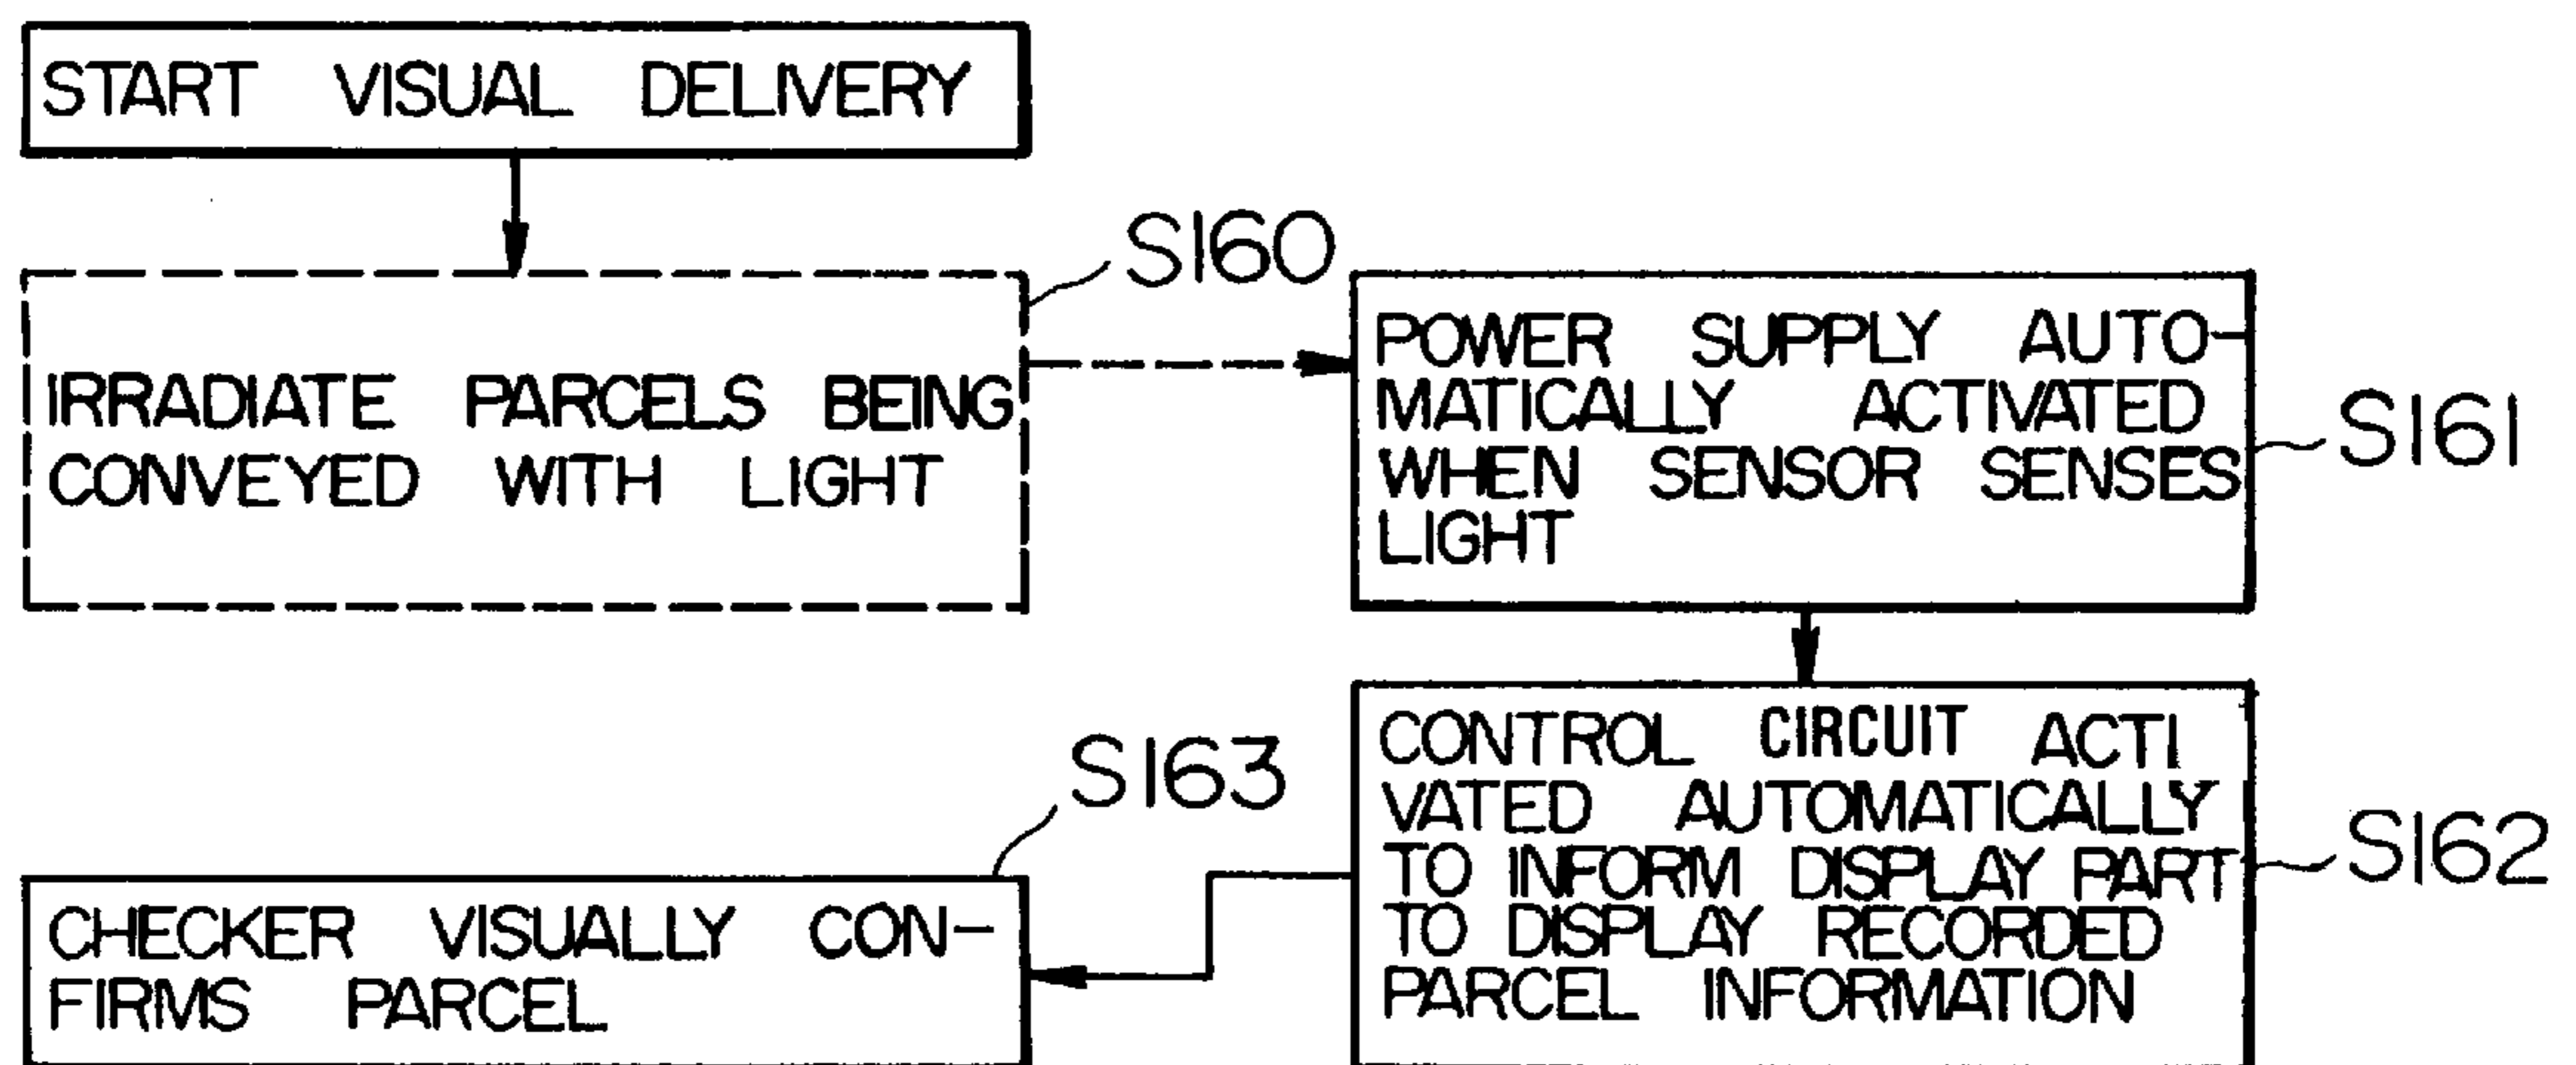 START VISUAL DELIVERY
S160
IRRADIATE PARCELS BEING
CONVEYED WITH LIGHT
POWER SUPPLY AUTO-
MATICALLY ACTIVATED
WHEN SENSOR SENSES
LIGHT
S161
CONTROL CIRCUIT ACTI
VATED AUTOMATICALLY
TO INFORM DISPLAY PART
TO DISPLAY RECORDED
PARCEL INFORMATION
S162
S163
CHECKER VISUALLY CON-
FIRMS PARCEL